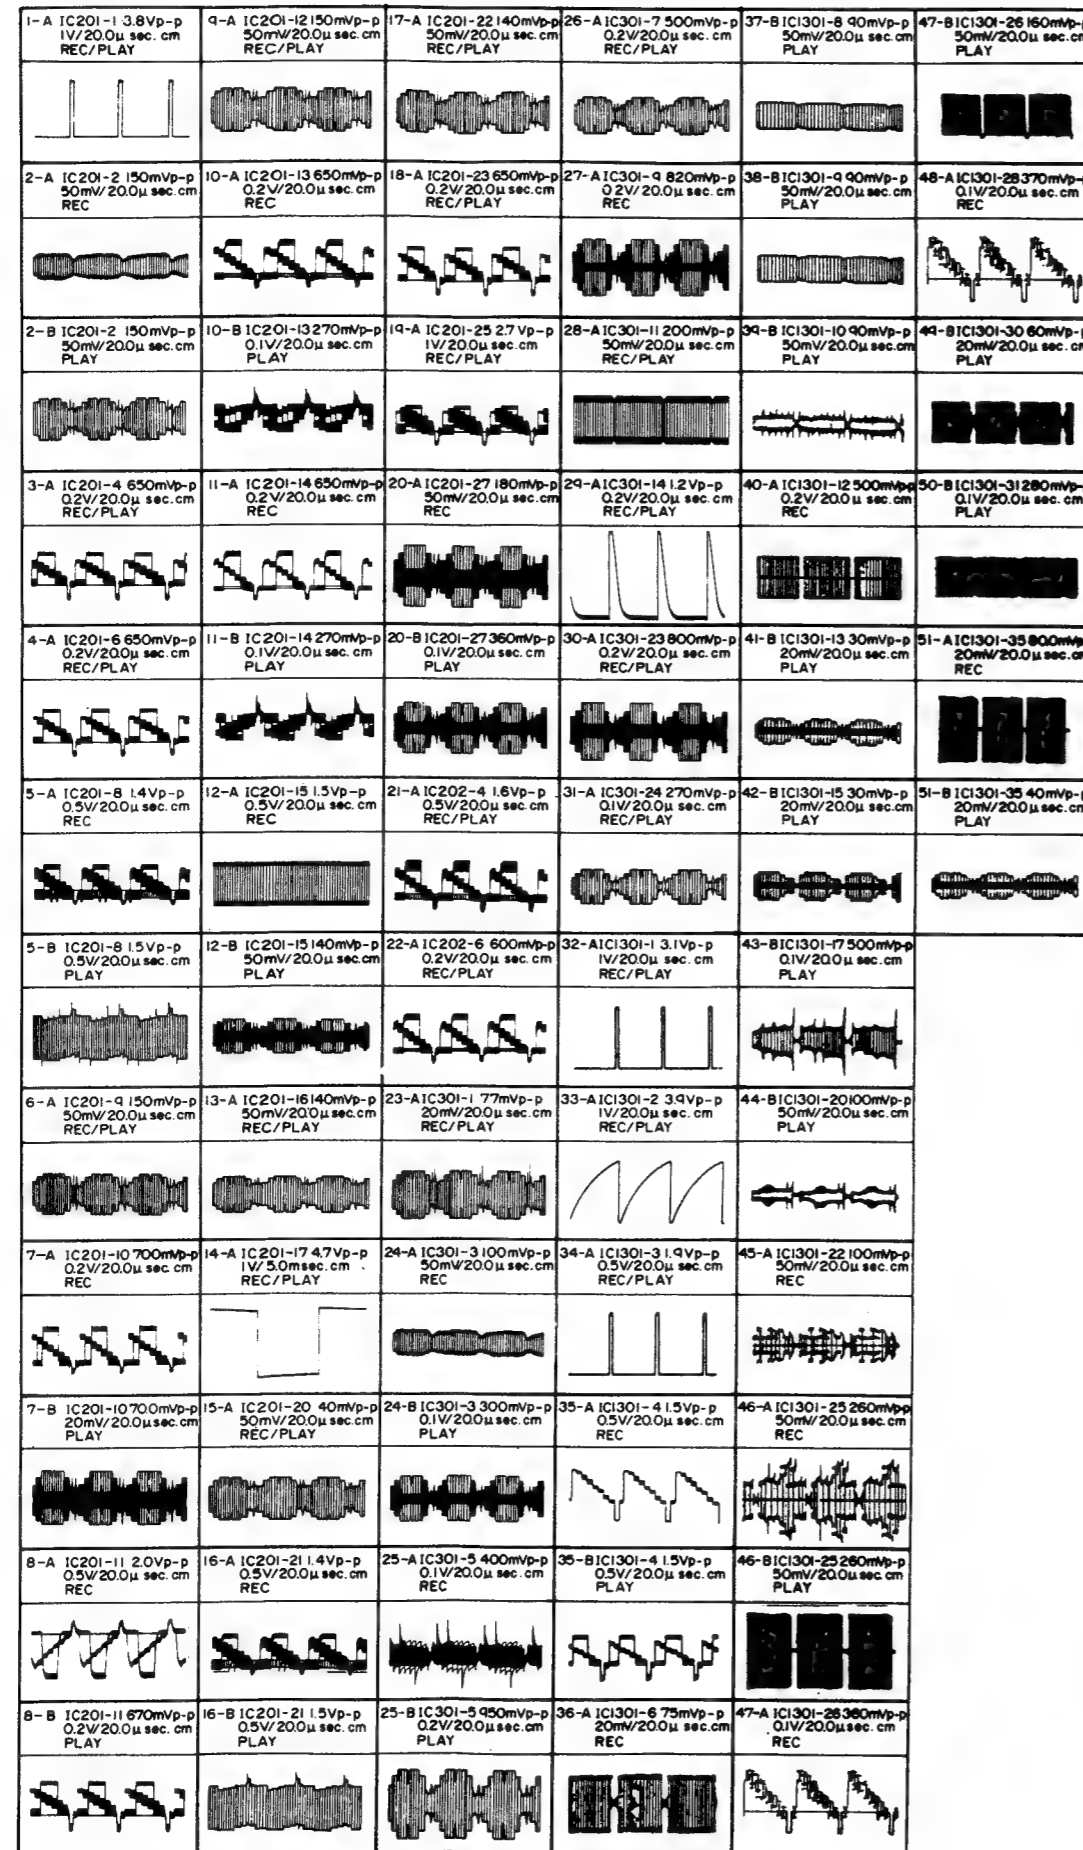 1-A IC201-1 3.8Vp-p
1V/20.0μ sec. cm
REC/PLAY
2-A IC201-2 150mVp-p
50mV/20.0μ sec.cm
REC
2-B IC201-2 150mVp-p
50mV/20.0μ sec.cm
PLAY
3-A IC201-4 650mVp-p
0.2V/20.0μ sec.cm
REC/PLAY
4-A IC201-6 650mVp-p
0.2V/20.0μ sec.cm
REC/PLAY
5-A IC201-8 1.4Vp-p
0.5V/20.0μ sec.cm
REC
5-B IC201-8 1.5Vp-p
0.5V/20.0μ sec.cm
PLAY
6-A IC201-9 150mVp-p
50mV/20.0μ sec.cm
REC/PLAY
7-A IC201-10 700mVp-p
0.2V/20.0μ sec.cm
REC
7-B IC201-10 700mVp-p
20mV/20.0μ sec.cm
PLAY
8-A IC201-11 2.0Vp-p
0.5V/20.0μ sec.cm
REC
8-B IC201-11 670mVp-p
0.2V/20.0μ sec.cm
PLAY
9-A IC201-12 150mVp-p
50mV/20.0μ sec.cm
REC/PLAY
10-A IC201-13 650mVp-p
0.2V/20.0μ sec.cm
REC
10-B IC201-13 270mVp-p
0.1V/20.0μ sec.cm
PLAY
11-A IC201-14 650mVp-p
0.2V/20.0μ sec.cm
REC
11-B IC201-14 270mVp-p
0.1V/20.0μ sec.cm
PLAY
12-A IC201-15 1.5Vp-p
0.5V/20.0μ sec.cm
REC
12-B IC201-15 140mVp-p
50mV/20.0μ sec.cm
PLAY
13-A IC201-16 140mVp-p
50mV/20.0μ sec.cm
REC/PLAY
14-A IC201-17 4.7Vp-p
1V/5.0msec.cm
REC/PLAY
15-A IC201-20 40mVp-p
50mV/20.0μ sec.cm
REC/PLAY
16-A IC201-21 1.4Vp-p
0.5V/20.0μ sec.cm
REC
16-B IC201-21 1.5Vp-p
0.5V/20.0μ sec.cm
PLAY
17-A IC201-22 140mVp-p
50mV/20.0μ sec.cm
REC/PLAY
18-A IC201-23 650mVp-p
0.2V/20.0μ sec.cm
REC/PLAY
19-A IC201-25 2.7Vp-p
1V/20.0μ sec.cm
REC/PLAY
20-A IC201-27 180mVp-p
50mV/20.0μ sec.cm
REC
20-B IC201-27 360mVp-p
0.1V/20.0μ sec.cm
PLAY
21-A IC202-4 1.6Vp-p
0.5V/20.0μ sec.cm
REC/PLAY
22-A IC202-6 600mVp-p
0.2V/20.0μ sec.cm
REC/PLAY
23-A IC301-1 77mVp-p
20mV/20.0μ sec.cm
REC/PLAY
24-A IC301-3 100mVp-p
50mV/20.0μ sec.cm
REC
24-B IC301-3 300mVp-p
0.1V/20.0μ sec.cm
PLAY
25-A IC301-5 400mVp-p
0.1V/20.0μ sec.cm
REC
25-B IC301-5 950mVp-p
0.2V/20.0μ sec.cm
PLAY
26-A IC301-7 500mVp-p
0.2V/20.0μ sec.cm
REC/PLAY
27-A IC301-9 820mVp-p
0.2V/20.0μ sec.cm
REC
28-A IC301-11 200mVp-p
50mV/20.0μ sec.cm
REC/PLAY
29-A IC301-14 1.2Vp-p
0.2V/20.0μ sec.cm
REC/PLAY
30-A IC301-23 800mVp-p
0.2V/20.0μ sec.cm
REC/PLAY
31-A IC301-24 270mVp-p
0.1V/20.0μ sec.cm
REC/PLAY
32-A IC1301-1 3.1Vp-p
1V/20.0μ sec.cm
REC/PLAY
33-A IC1301-2 3.9Vp-p
1V/20.0μ sec.cm
REC/PLAY
34-A IC1301-3 1.9Vp-p
0.5V/20.0μ sec.cm
REC/PLAY
35-A IC1301-4 1.5Vp-p
0.5V/20.0μ sec.cm
REC
35-B IC1301-4 1.5Vp-p
0.5V/20.0μ sec.cm
PLAY
36-A IC1301-6 75mVp-p
20mV/20.0μ sec.cm
REC
37-B IC1301-8 90mVp-p
50mV/20.0μ sec.cm
PLAY
38-B IC1301-9 90mVp-p
50mV/20.0μ sec.cm
PLAY
39-B IC1301-10 90mVp-p
50mV/20.0μ sec.cm
PLAY
40-A IC1301-12 500mVp-p
0.2V/20.0μ sec.cm
REC
41-B IC1301-13 30mVp-p
20mV/20.0μ sec.cm
PLAY
42-B IC1301-15 30mVp-p
20mV/20.0μ sec.cm
PLAY
43-B IC1301-17 500mVp-p
0.1V/20.0μ sec.cm
PLAY
44-B IC1301-20 100mVp-p
50mV/20.0μ sec.cm
PLAY
45-A IC1301-22 100mVp-p
50mV/20.0μ sec.cm
REC
46-A IC1301-25 260mVp-p
50mV/20.0μ sec.cm
REC
46-B IC1301-25 260mVp-p
50mV/20.0μ sec.cm
PLAY
47-A IC1301-26 360mVp-p
0.1V/20.0μ sec.cm
REC
47-B IC1301-26 160mVp-
50mV/20.0μ sec.cm
PLAY
48-A IC1301-28 370mVp-
0.1V/20.0μ sec.cm
REC
49-B IC1301-30 60mVp-
20mV/20.0μ sec.cm
PLAY
50-B IC1301-31 280mVp-
0.1V/20.0μ sec.cm
PLAY
51-A IC1301-35 800mVp
20mV/20.0μ sec.cm
REC
51-B IC1301-35 40mVp-
20mV/20.0μ sec.cm
PLAY